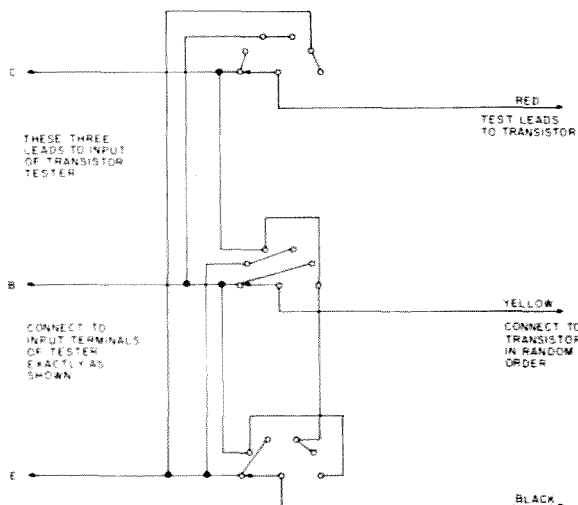 C
RED
TEST LEADS
TO TRANSISTOR
THESE THREE
LEADS TO INPUT
OF TRANSISTOR
TESTER
B
YELLOW
CONNECT TO
INPUT TERMINALS
OF TESTER
EXACTLY AS
SHOWN
CONNECT TO
TRANSISTOR
IN RANDOM
ORDER
E
BLACK